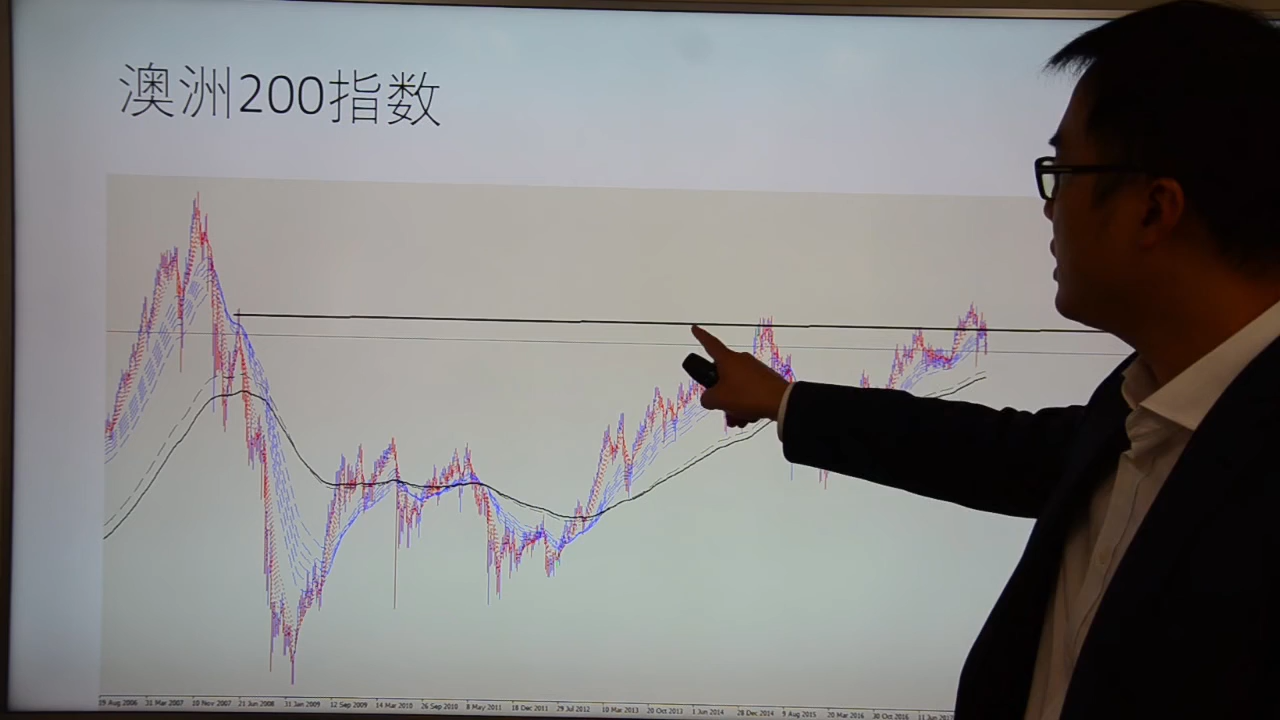 澳洲200指数
19 Aug 2006 31 Mar 2007 10 Nov 2007 21 Jun 2008 31 Jan 2009 12 Sep 2009 14 Mar 2010 26 Sep 2010 8 May 2011 18 Dec 2011 29 Jul 2012 10 Mar 2013 20 Oct 2013 1 Jun 2014 28 Dec 2014 9 Aug 2015 20 Mar 2016 30 Oct 2016 11 Jun 2017